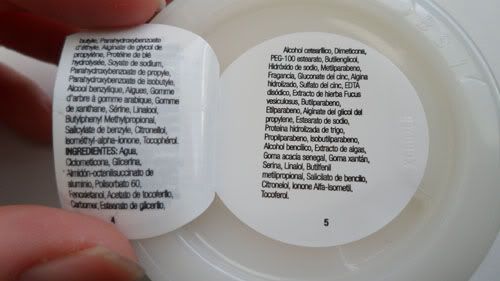 butyle, Parahydroxybenzoate
d'éthyle, Alginate de glycol de
propylène, Protéine de blé
hydrolysée, Soyate de sodium,
Parahydroxybenzoate de propyle,
Parahydroxybenzoate de isobutyle,
Alcool benzylique, Algues, Gomme
d'arbre à gomme arabique, Gomme
de xanthane, Sérine, Linalool,
Butylphenyl Methylpropional,
Salicylate de benzyle, Citronellol,
Isométhyl-alpha-Ionone, Tocophérol.
INGREDIENTES: Agua,
Ciclometicona, Glicerina,
Almidón-octenilsuccinato de
aluminio, Polisorbato 60,
Fenoxietanol, Acetato de tocoferilo,
Carbomer, Estearato de glicerilo,
4
Alcohol cetearílico, Dimeticona,
PEG-100 estearato, Butilenglicol,
Hidróxido de sodio, Metilparabeno,
Fragancia, Gluconato del cinc, Algina
hidrolizado, Sulfato del cinc, EDTA
disódico, Extracto de hierba Fucus
vesiculosus, Butilparabeno,
Etilparabeno, Alginato del glicol del
propylene, Estearato de sodio,
Proteina hidrolizada de trigo,
Propilparabeno, Isobutilparabeno,
Alcohol bencílico, Extracto de algas,
Goma acacia senegal, Goma xantán,
Serina, Linalol, Butilfenil
metilpropional, Salicilato de bencilo,
Citronelol, Ionone Alfa-Isometil,
Tocoferol.
5